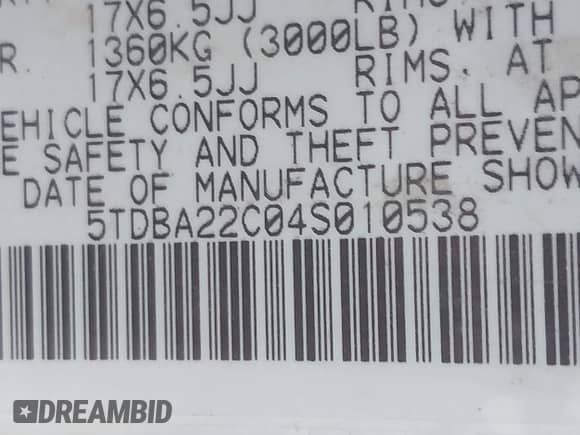 17X6.5JJ RIMS
R 1360KG (3000LB) WITH
17X6.5JJ RIMS. AT
EHICLE CONFORMS TO ALL AP
E SAFETY AND THEFT PREVEN
DATE OF MANUFACTURE SHOW
5TDBA22C04S010538
DREAMBID